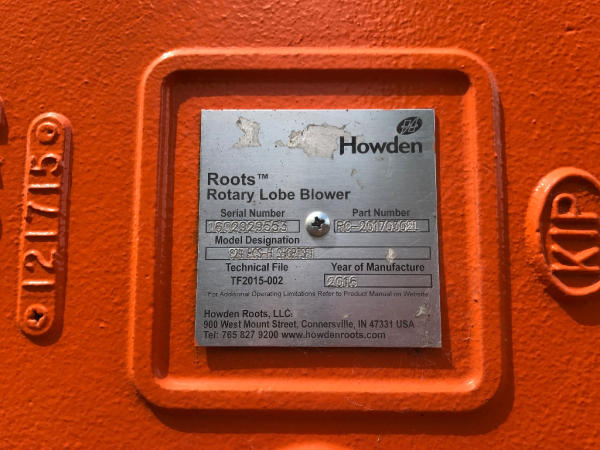 Howden
Roots™
Rotary Lobe Blower
Serial Number
Part Number
1602929553
Model Designation
Technical File
Year of Manufacture
TF2015-002
2016
For Additional Operating Limitations Refer to Product Manual on Website
Howden Roots, LLC.
900 West Mount Street, Connersville, IN 47331 USA
Tel: 765 827 9200 www.howdenroots.com
121715
KIP